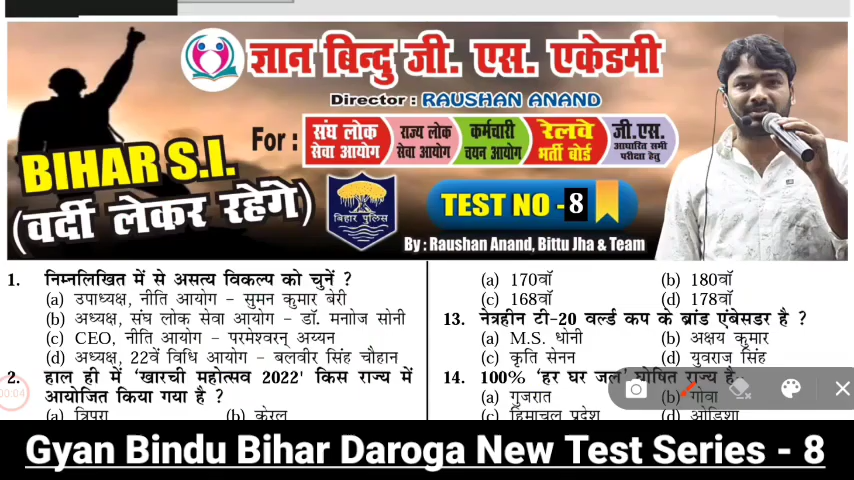 ज्ञान बिन्दु जी. एस. एकेडमी
Director : RAUSHAN ANAND
For :
संघ लोक सेवा आयोग
राज्य लोक सेवा आयोग
कर्मचारी चयन आयोग
रेलवे भर्ती बोर्ड
जी.एस. आधारित सभी परीक्षा हेतु
BIHAR S.I.
(वर्दी लेकर रहेगे)
बिहार पुलिस
TEST NO - 8
By : Raushan Anand, Bittu Jha & Team
1. निम्नलिखित में से असत्य विकल्प को चुनें ?
(a) उपाध्यक्ष, नीति आयोग – सुमन कुमार बेरी
(b) अध्यक्ष, संघ लोक सेवा आयोग – डॉ. मनाोज सोनी
(c) CEO, नीति आयोग – परमेश्वरन् अय्यन
(d) अध्यक्ष, 22वें विधि आयोग – बलवीर सिंह चौहान
2. हाल ही में ‘खारची महोत्सव 2022’ किस राज्य में
आयोजित किया गया है ?
(a) त्रिपुरा (b) केरल
(a) 170वाॅ (b) 180वाॅ
(c) 168वाॅ (d) 178वाॅ
13. नेत्रहीन टी-20 वर्ल्ड कप के ब्रांड एंबेसडर है ?
(a) M.S. धोनी (b) अक्षय कुमार
(c) कृति सेनन (d) युवराज सिंह
14. 100% ‘हर घर जल’ घोषित राज्य है
(a) गुजरात (b) गोवा
(c) हिमाचल प्रदेश (d) ओडिशा
00:04
Gyan Bindu Bihar Daroga New Test Series - 8